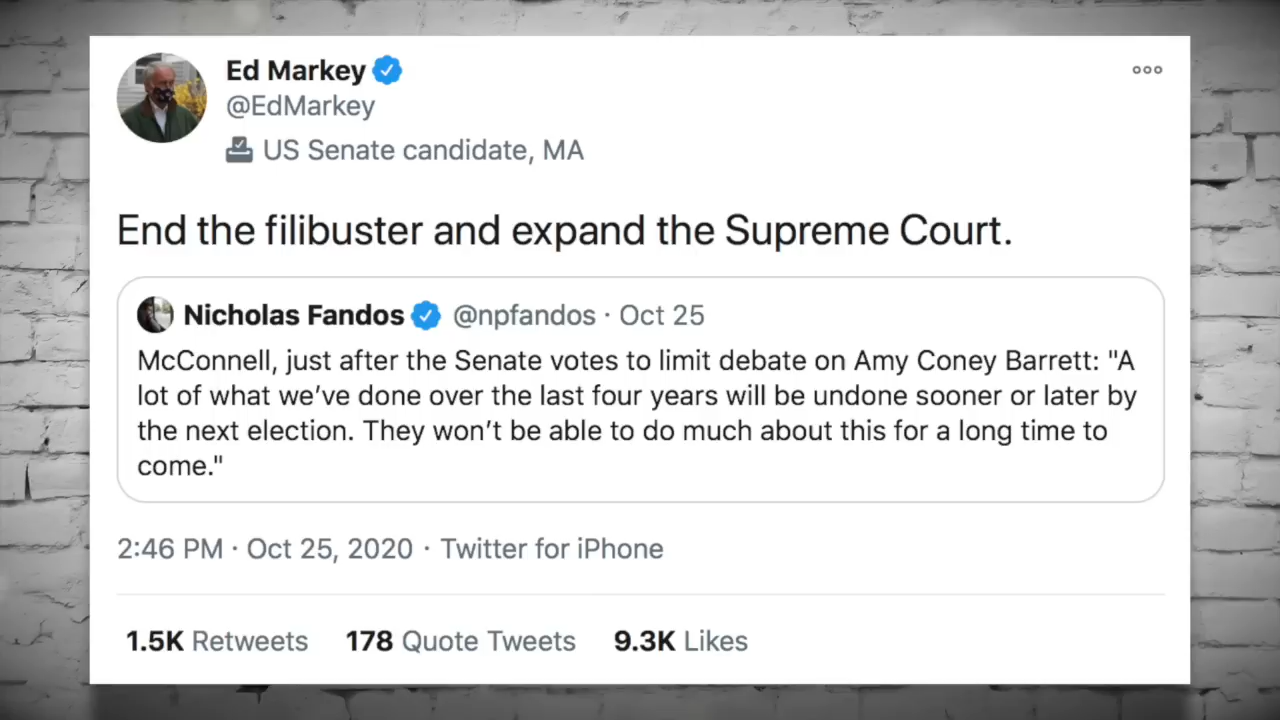 Ed Markey
@EdMarkey
US Senate candidate, MA
End the filibuster and expand the Supreme Court.
Nicholas Fandos @npfandos · Oct 25
McConnell, just after the Senate votes to limit debate on Amy Coney Barrett: "A
lot of what we’ve done over the last four years will be undone sooner or later by
the next election. They won’t be able to do much about this for a long time to
come."
2:46 PM · Oct 25, 2020 · Twitter for iPhone
1.5K Retweets 178 Quote Tweets 9.3K Likes